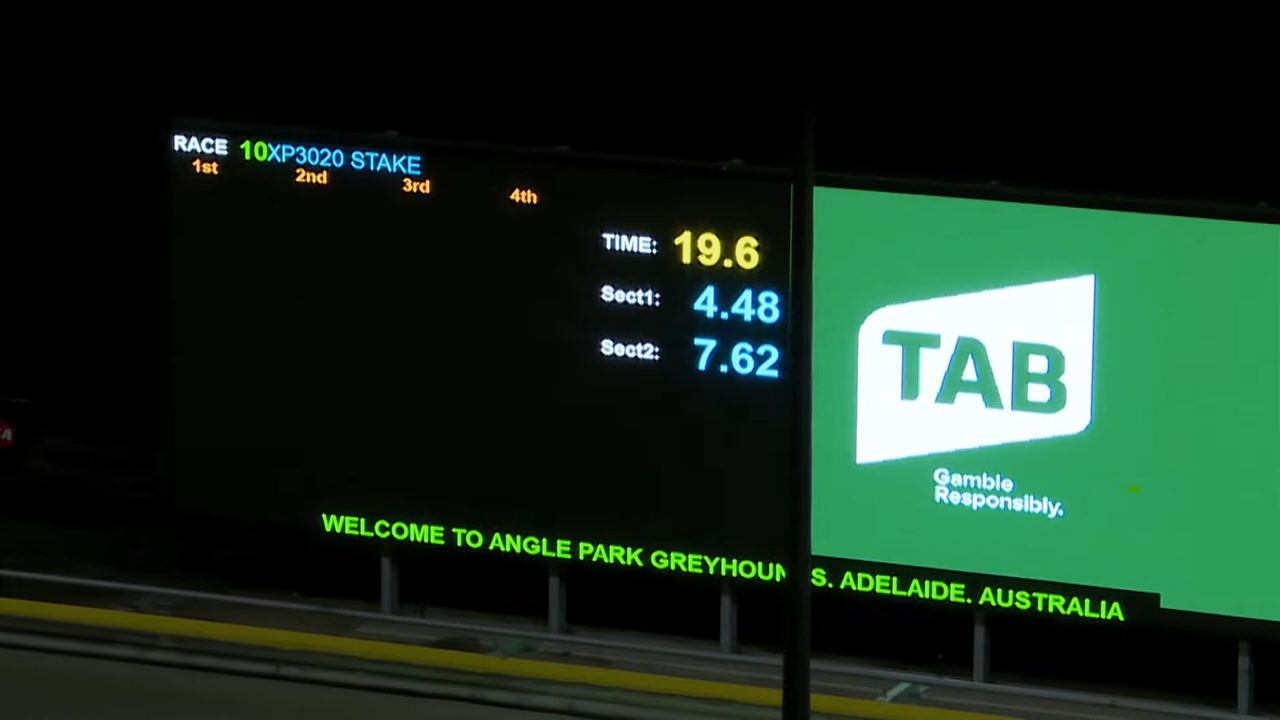 RACE 10XP3020 STAKE
1st 2nd 3rd 4th
TIME: 19.6
Sect1: 4.48
Sect2: 7.62
TAB
Gamble
Responsibly.
WELCOME TO ANGLE PARK GREYHOUN S. ADELAIDE. AUSTRALIA